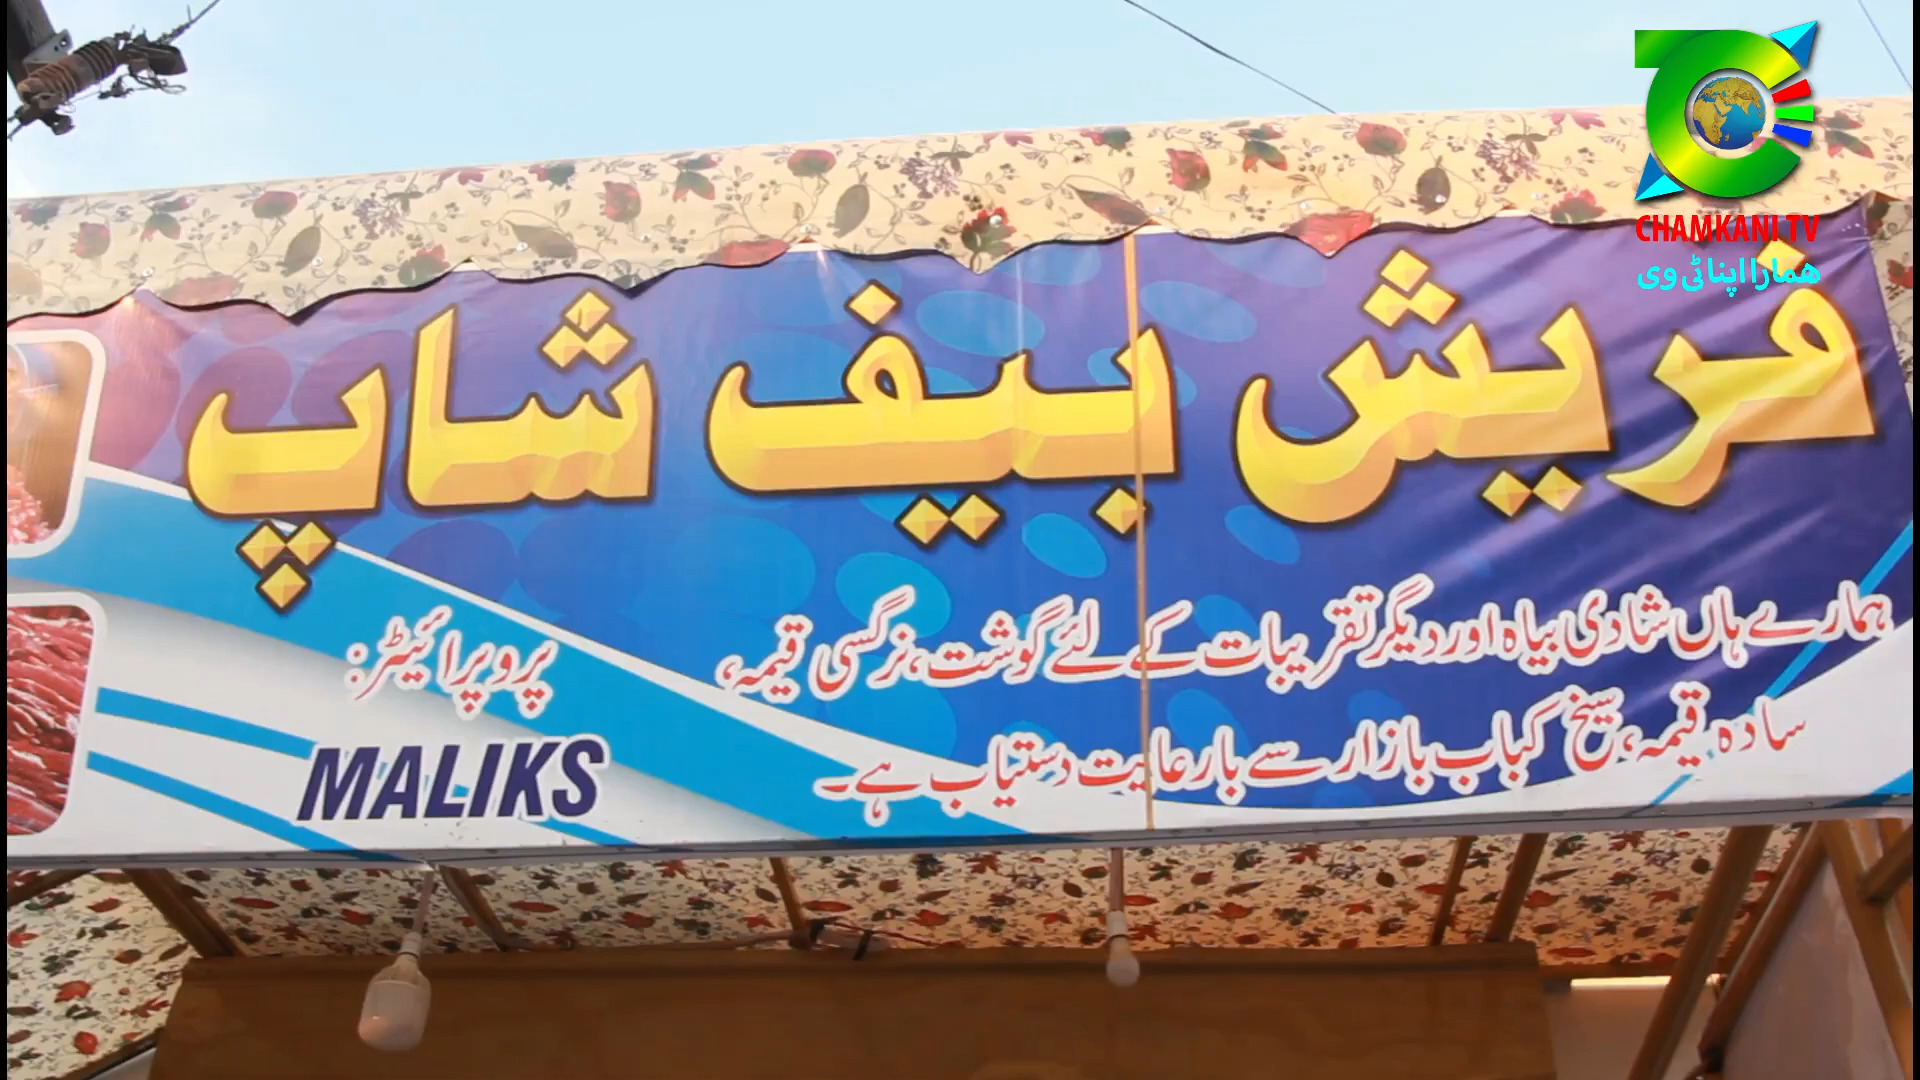 CHAMKANI TV
ھمارا اپنا ٹی وی
فریش بیف شاپ
ہمارے ہاں شادی بیاہ اور دیگر تقریبات کے لئے گوشت، نرگسی قیمہ،
سادہ قیمہ، سیخ کباب بازار سے بارعایت دستیاب ہے۔
پروپرائیٹر:
MALIKS